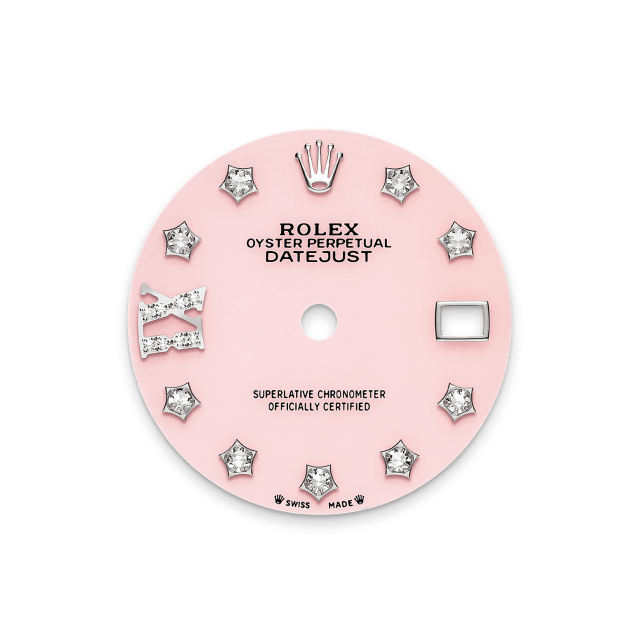 ROLEX
OYSTER PERPETUAL
DATEJUST
IX
SUPERLATIVE CHRONOMETER
OFFICIALLY CERTIFIED
SWISS MADE